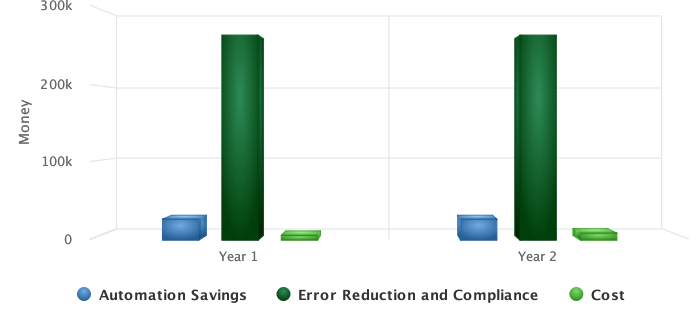 300k
200k
100k
0
Money
Year 1
Year 2
Automation Savings
Error Reduction and Compliance
Cost